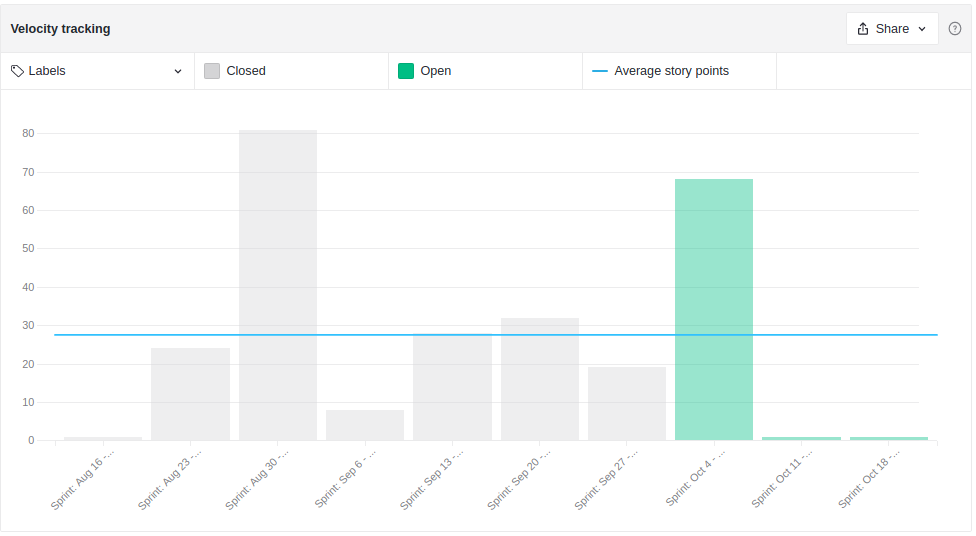 Velocity tracking
Share
?
Labels
Closed
Open
Average story points
80
70
60
50
40
30
20
10
0
Sprint: Aug 16 -...
Sprint: Aug 23 -...
Sprint: Aug 30 -...
Sprint: Sep 6 - ...
Sprint: Sep 13 -...
Sprint: Sep 20 -...
Sprint: Sep 27 -...
Sprint: Oct 4 - ...
Sprint: Oct 11 -...
Sprint: Oct 18 -...